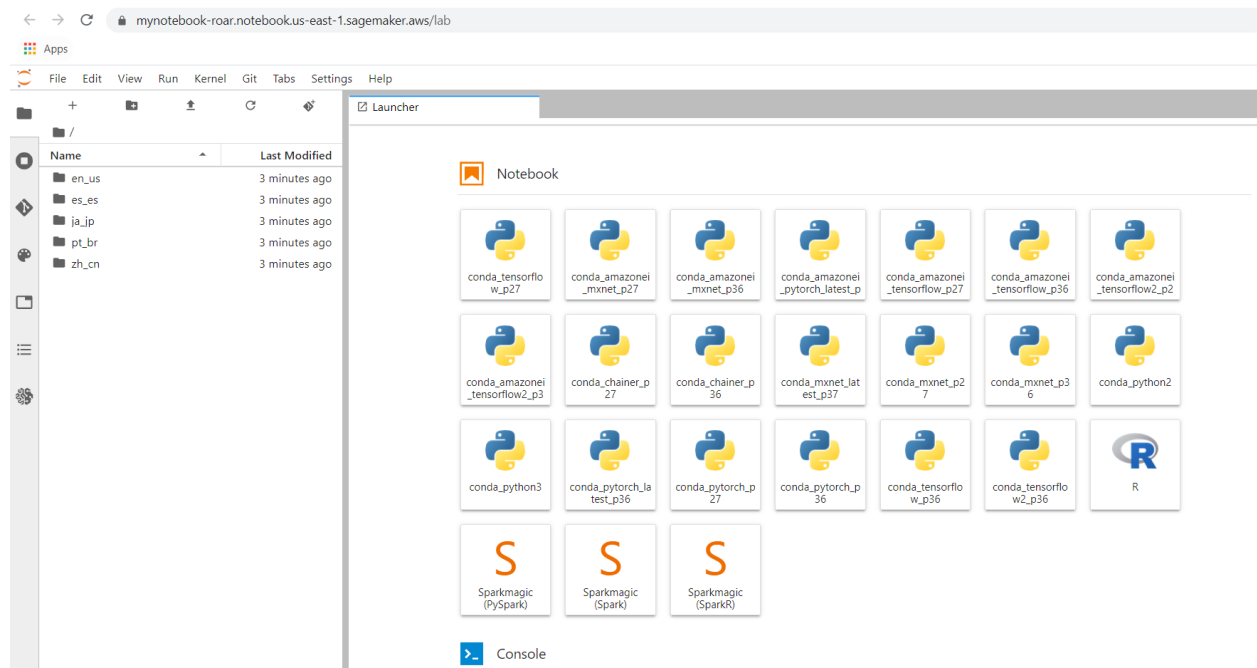 mynotebook-roar.notebook.us-east-1.sagemaker.aws/lab
Apps
File Edit View Run Kernel Git Tabs Settings Help
Launcher
/
Name Last Modified
en_us 3 minutes ago
es_es 3 minutes ago
ja_jp 3 minutes ago
pt_br 3 minutes ago
zh_cn 3 minutes ago
Notebook
conda_tensorflo
w_p27
conda_amazonei
_mxnet_p27
conda_amazonei
_mxnet_p36
conda_amazonei
_pytorch_latest_p
conda_amazonei
_tensorflow_p27
conda_amazonei
_tensorflow_p36
conda_amazonei
_tensorflow2_p2
conda_amazonei
_tensorflow2_p3
conda_chainer_p
27
conda_chainer_p
36
conda_mxnet_lat
est_p37
conda_mxnet_p2
7
conda_mxnet_p3
6
conda_python2
conda_python3
conda_pytorch_la
test_p36
conda_pytorch_p
27
conda_pytorch_p
36
conda_tensorflo
w_p36
conda_tensorflo
w2_p36
R
R
S
Sparkmagic
(PySpark)
S
Sparkmagic
(Spark)
S
Sparkmagic
(SparkR)
Console